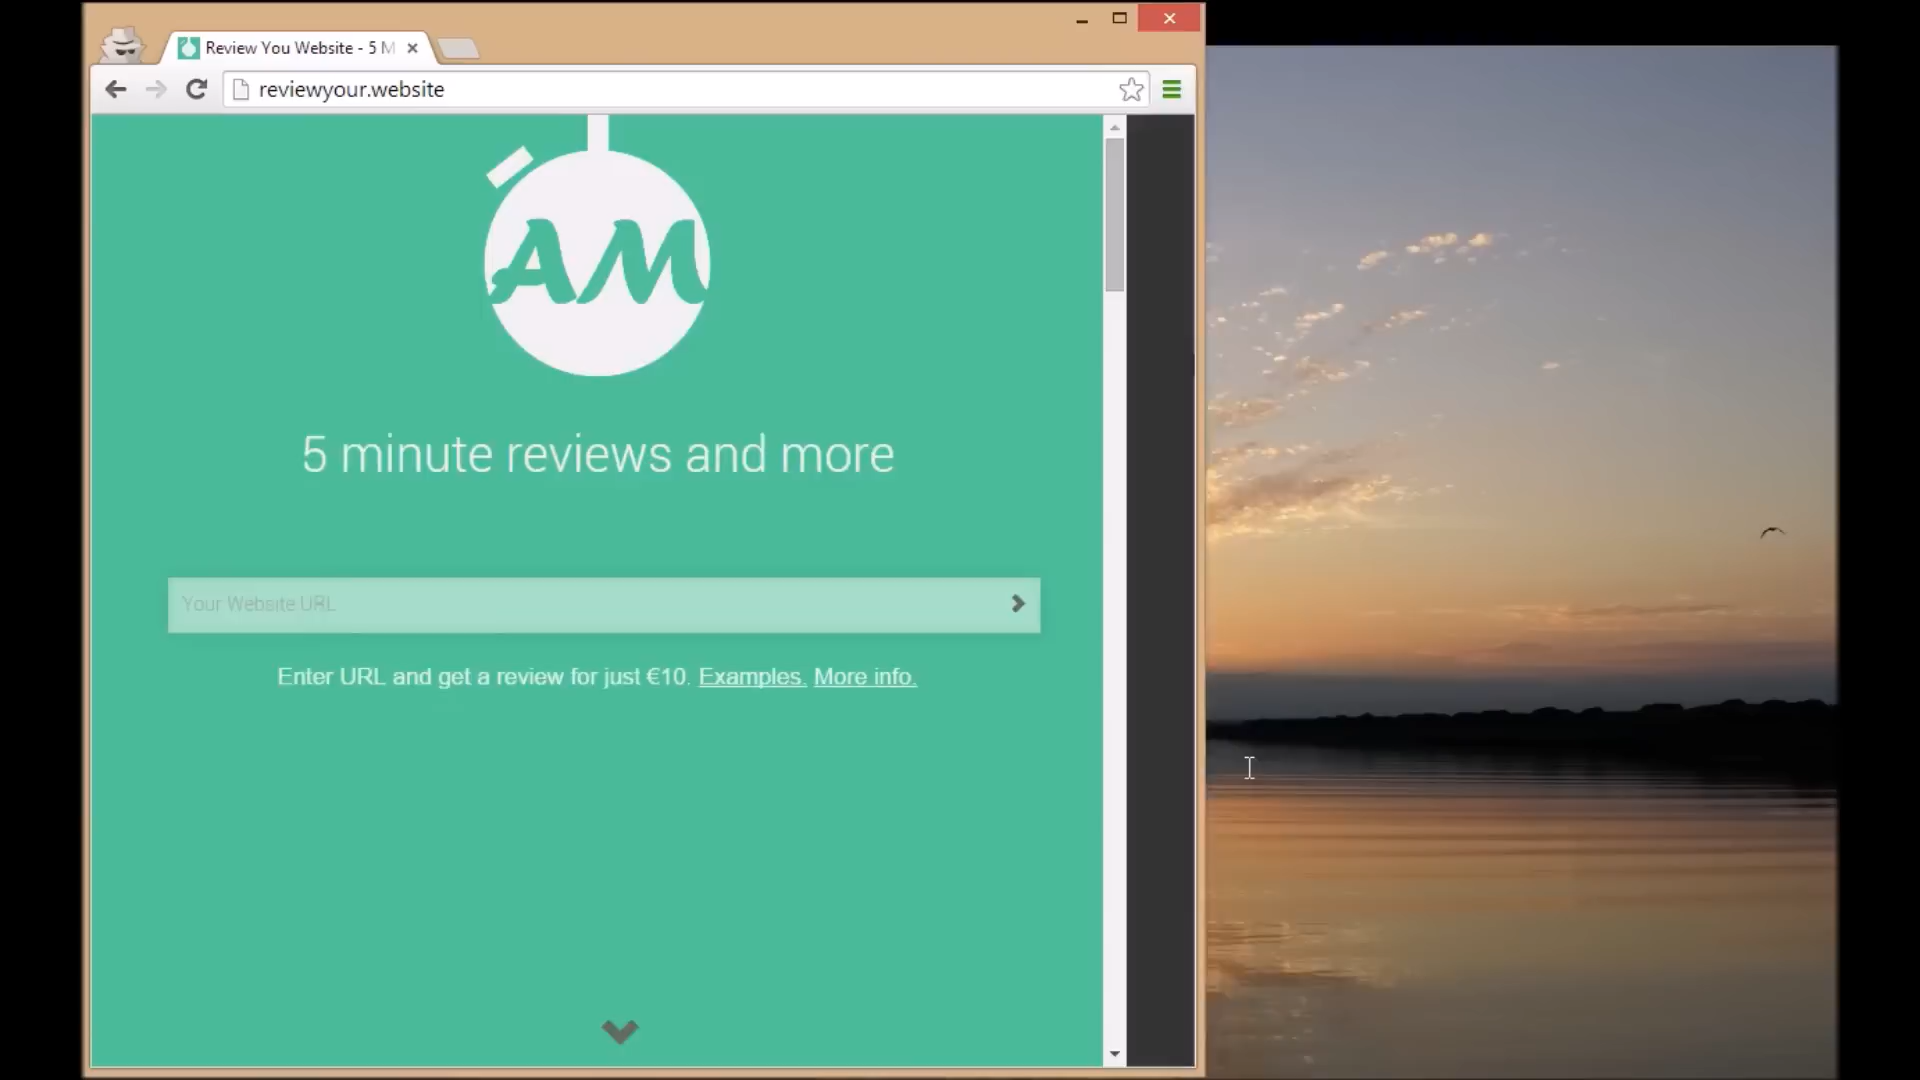 Review You Website - 5 M
reviewyour.website
AM
5 minute reviews and more
Your Website URL
Enter URL and get a review for just €10. Examples. More info.